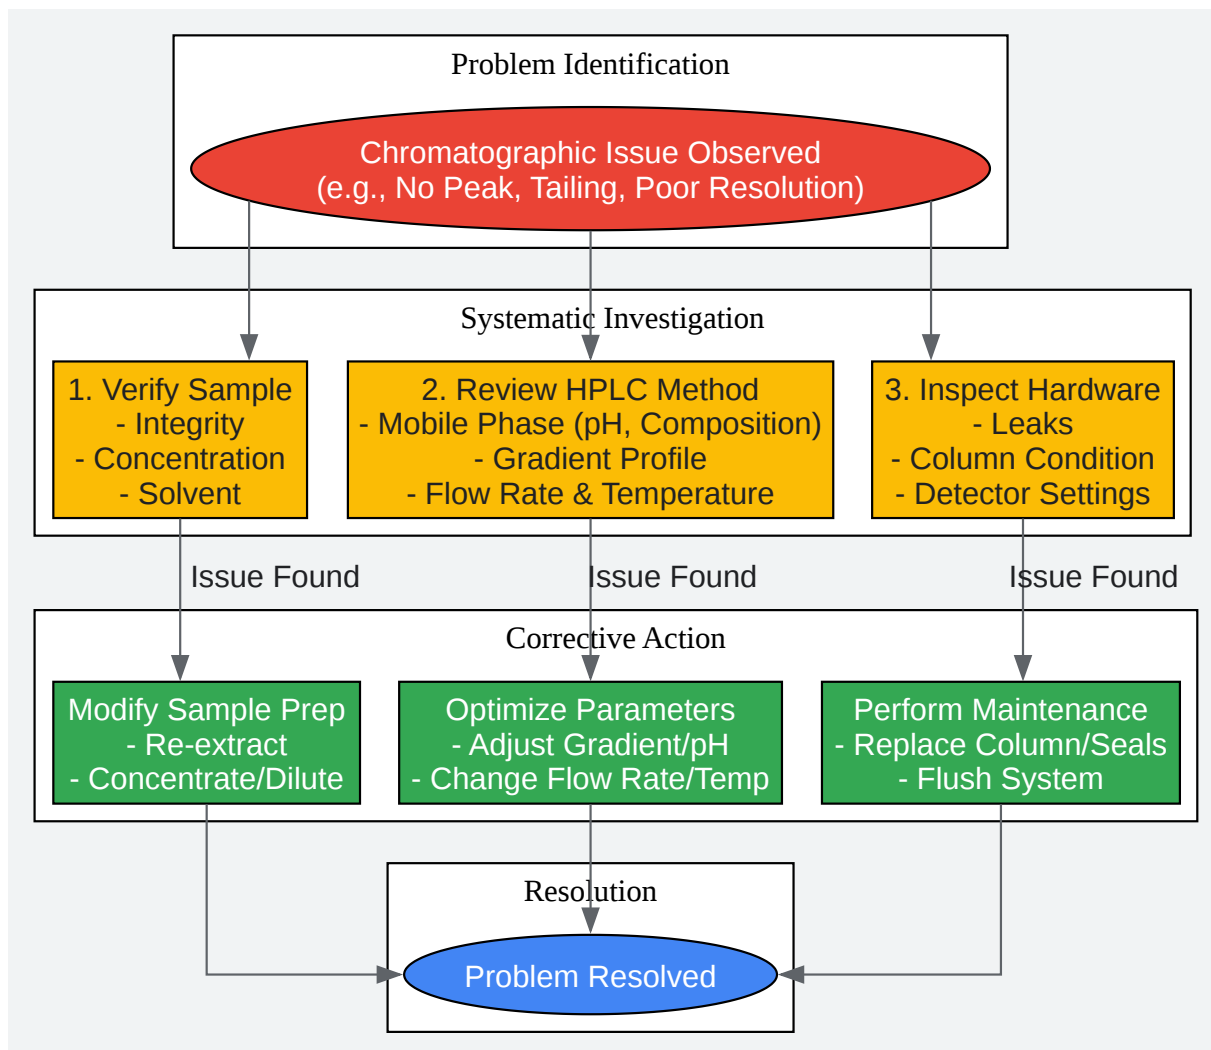 Problem Identification
Chromatographic Issue Observed
(e.g., No Peak, Tailing, Poor Resolution)
Systematic Investigation
1. Verify Sample
- Integrity
- Concentration
- Solvent
2. Review HPLC Method
- Mobile Phase (pH, Composition)
- Gradient Profile
- Flow Rate & Temperature
3. Inspect Hardware
- Leaks
- Column Condition
- Detector Settings
Issue Found
Issue Found
Issue Found
Corrective Action
Modify Sample Prep
- Re-extract
- Concentrate/Dilute
Optimize Parameters
- Adjust Gradient/pH
- Change Flow Rate/Temp
Perform Maintenance
- Replace Column/Seals
- Flush System
Resolution
Problem Resolved